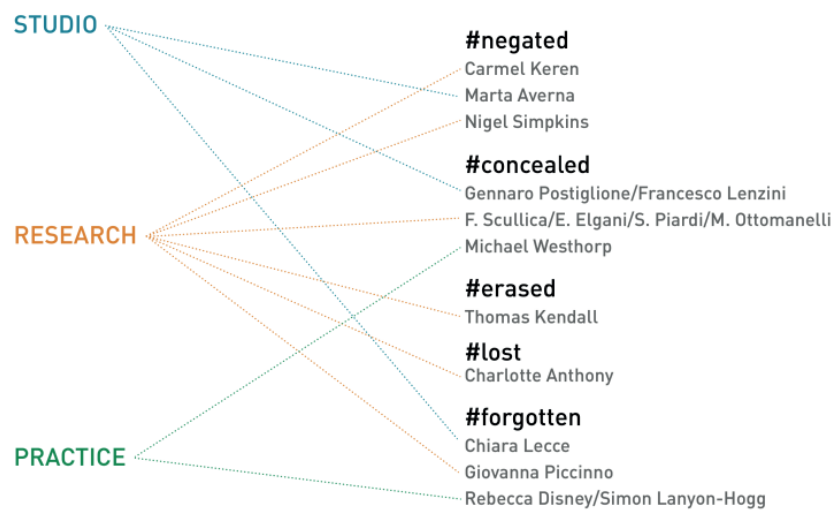 STUDIO
#negated
Carmel Keren
Marta Averna
Nigel Simpkins
#concealed
Gennaro Postiglione/Francesco Lenzini
RESEARCH
F. Scullica/E. Elgani/S. Piardi/M. Ottomanelli
Michael Westhorp
#erased
Thomas Kendall
#lost
Charlotte Anthony
#forgotten
Chiara Lecce
PRACTICE
Giovanna Piccinno
Rebecca Disney/Simon Lanyon-Hogg